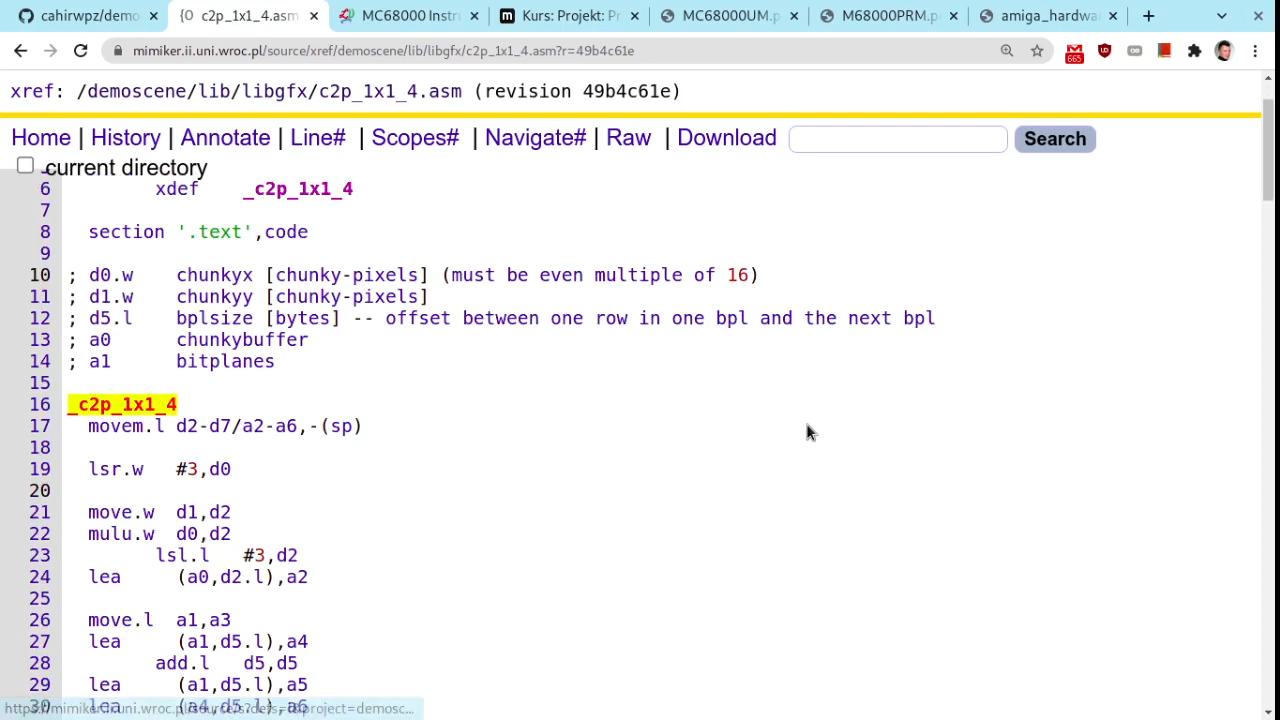 cahirwpz/demo
c2p_1x1_4.asm
MC68000 Instr
Kurs: Projekt: P
MC68000UM.p
M68000PRM.p
amiga_hardwa
mimiker.ii.uni.wroc.pl/source/xref/demoscene/lib/libgfx/c2p_1x1_4.asm?r=49b4c61e
665
xref: /demoscene/lib/libgfx/c2p_1x1_4.asm (revision 49b4c61e)
Home | History | Annotate | Line# | Scopes# | Navigate# | Raw | Download Search
current directory
6 xdef _c2p_1x1_4
7
8 section '.text',code
9
10 ; d0.w chunkyx [chunky-pixels] (must be even multiple of 16)
11 ; d1.w chunkyy [chunky-pixels]
12 ; d5.l bplsize [bytes] -- offset between one row in one bpl and the next bpl
13 ; a0 chunkybuffer
14 ; a1 bitplanes
15
16 _c2p_1x1_4
17 movem.l d2-d7/a2-a6,-(sp)
18
19 lsr.w #3,d0
20
21 move.w d1,d2
22 mulu.w d0,d2
23 lsl.l #3,d2
24 lea (a0,d2.l),a2
25
26 move.l a1,a3
27 lea (a1,d5.l),a4
28 add.l d5,d5
29 lea (a1,d5.l),a5
30 lea (a4,d5.l),a6